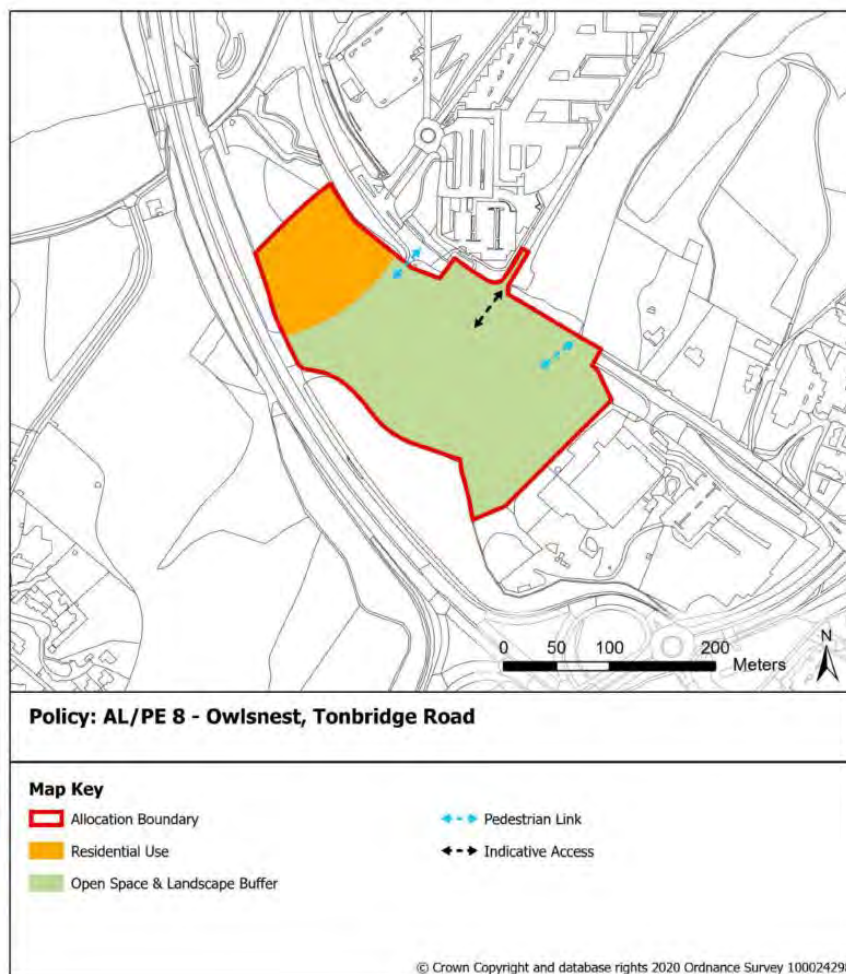 N
0 50 100 200
Meters
Policy: AL/PE 8 - Owlsnest, Tonbridge Road
Map Key
Allocation Boundary
Pedestrian Link
Residential Use
Indicative Access
Open Space & Landscape Buffer
© Crown Copyright and database rights 2020 Ordnance Survey 10002429